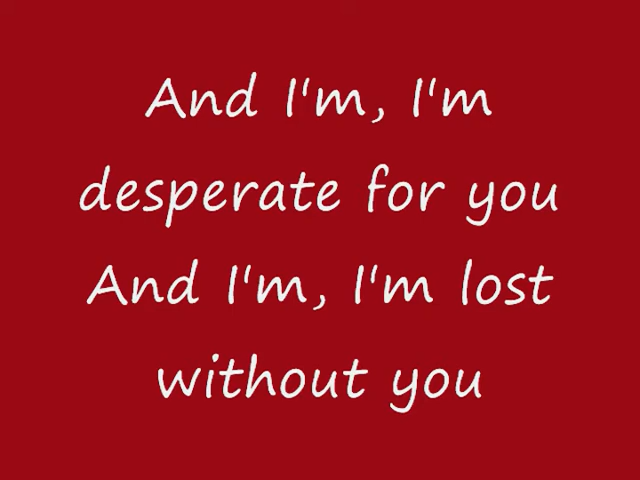 And I'm, I'm
desperate for you
And I'm, I'm lost
without you